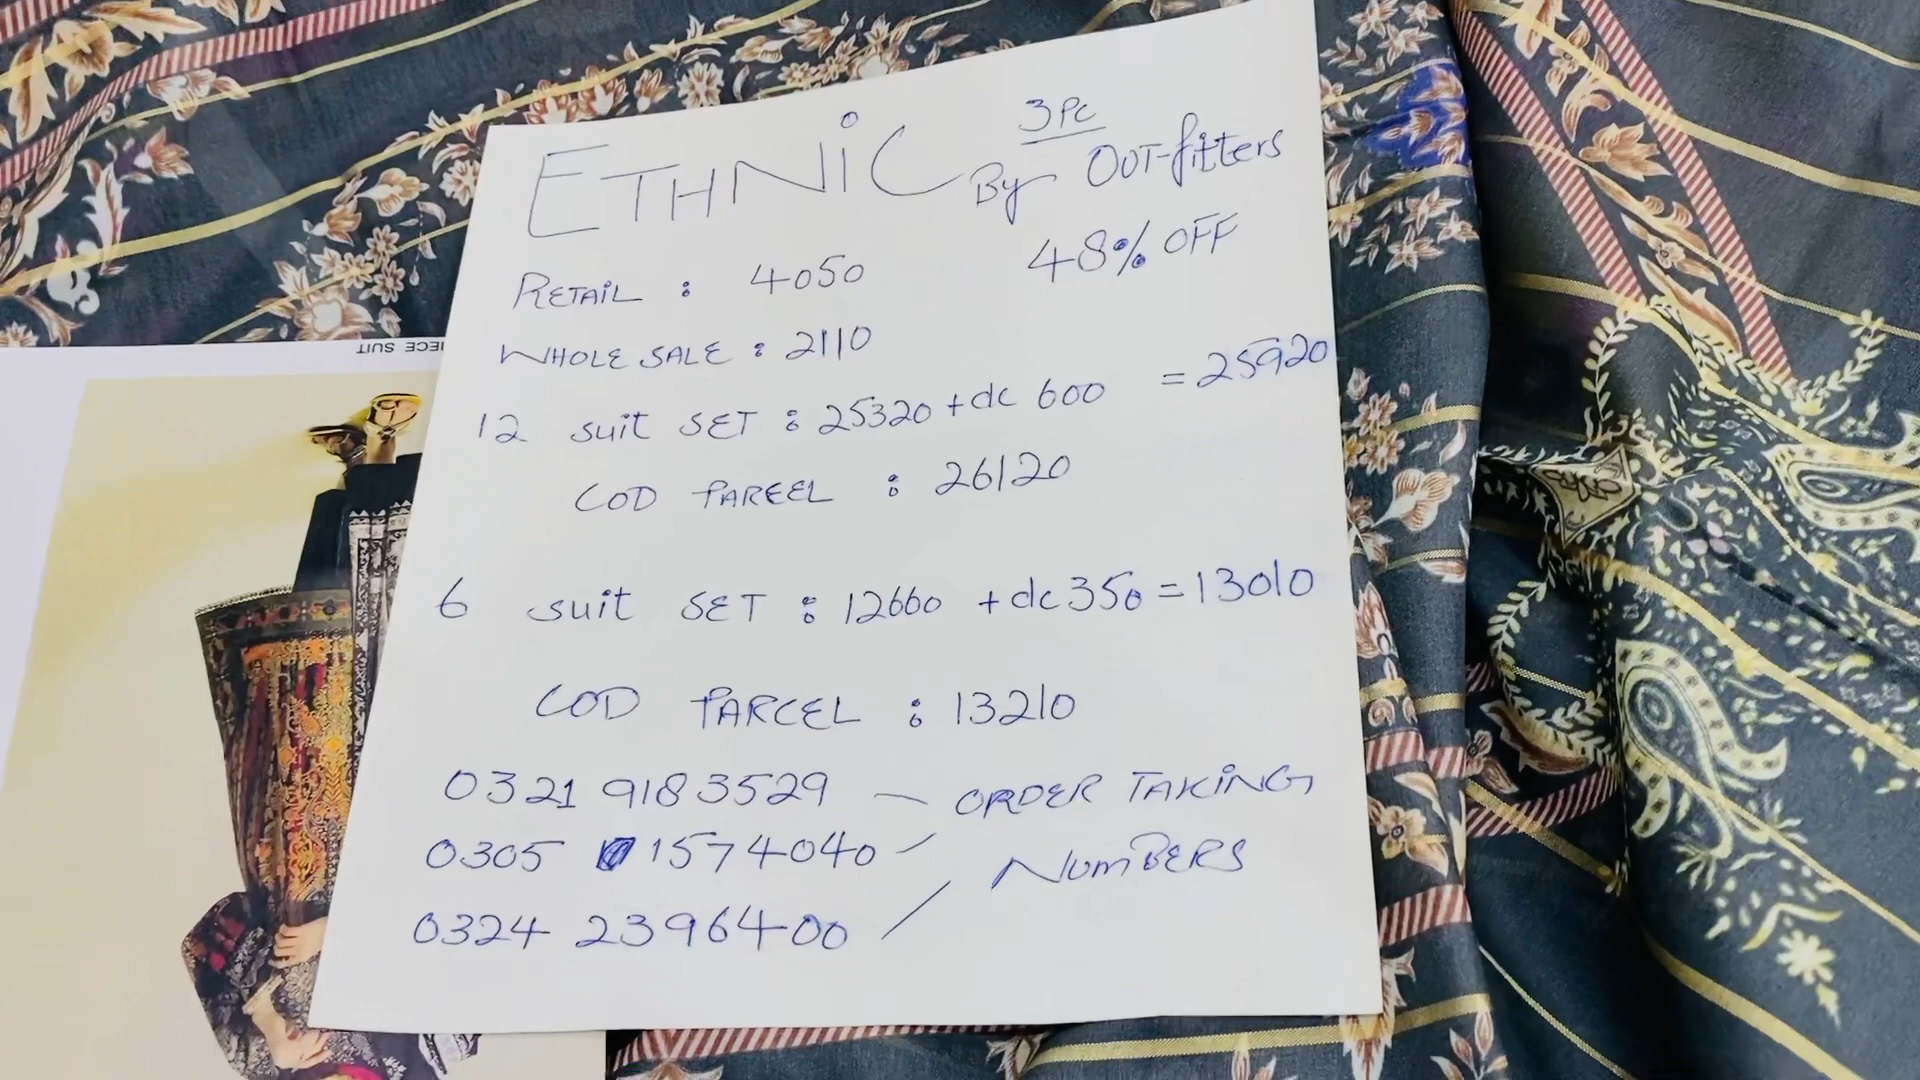 3Pc
ETHNiC By OUT-fitters
48% OFF
RETAiL : 4050
WHOLE SALE : 2110
12 suit SET : 25320 + dc 600 = 25920
COD PARCEL : 26120
6 suit SET : 12660 + dc 350 = 13010
COD PARCEL : 13210
0321 9183529 — ORDER TAKiNG
0305 1574040 — NUMBERS
0324 2396400
IECE SUIT